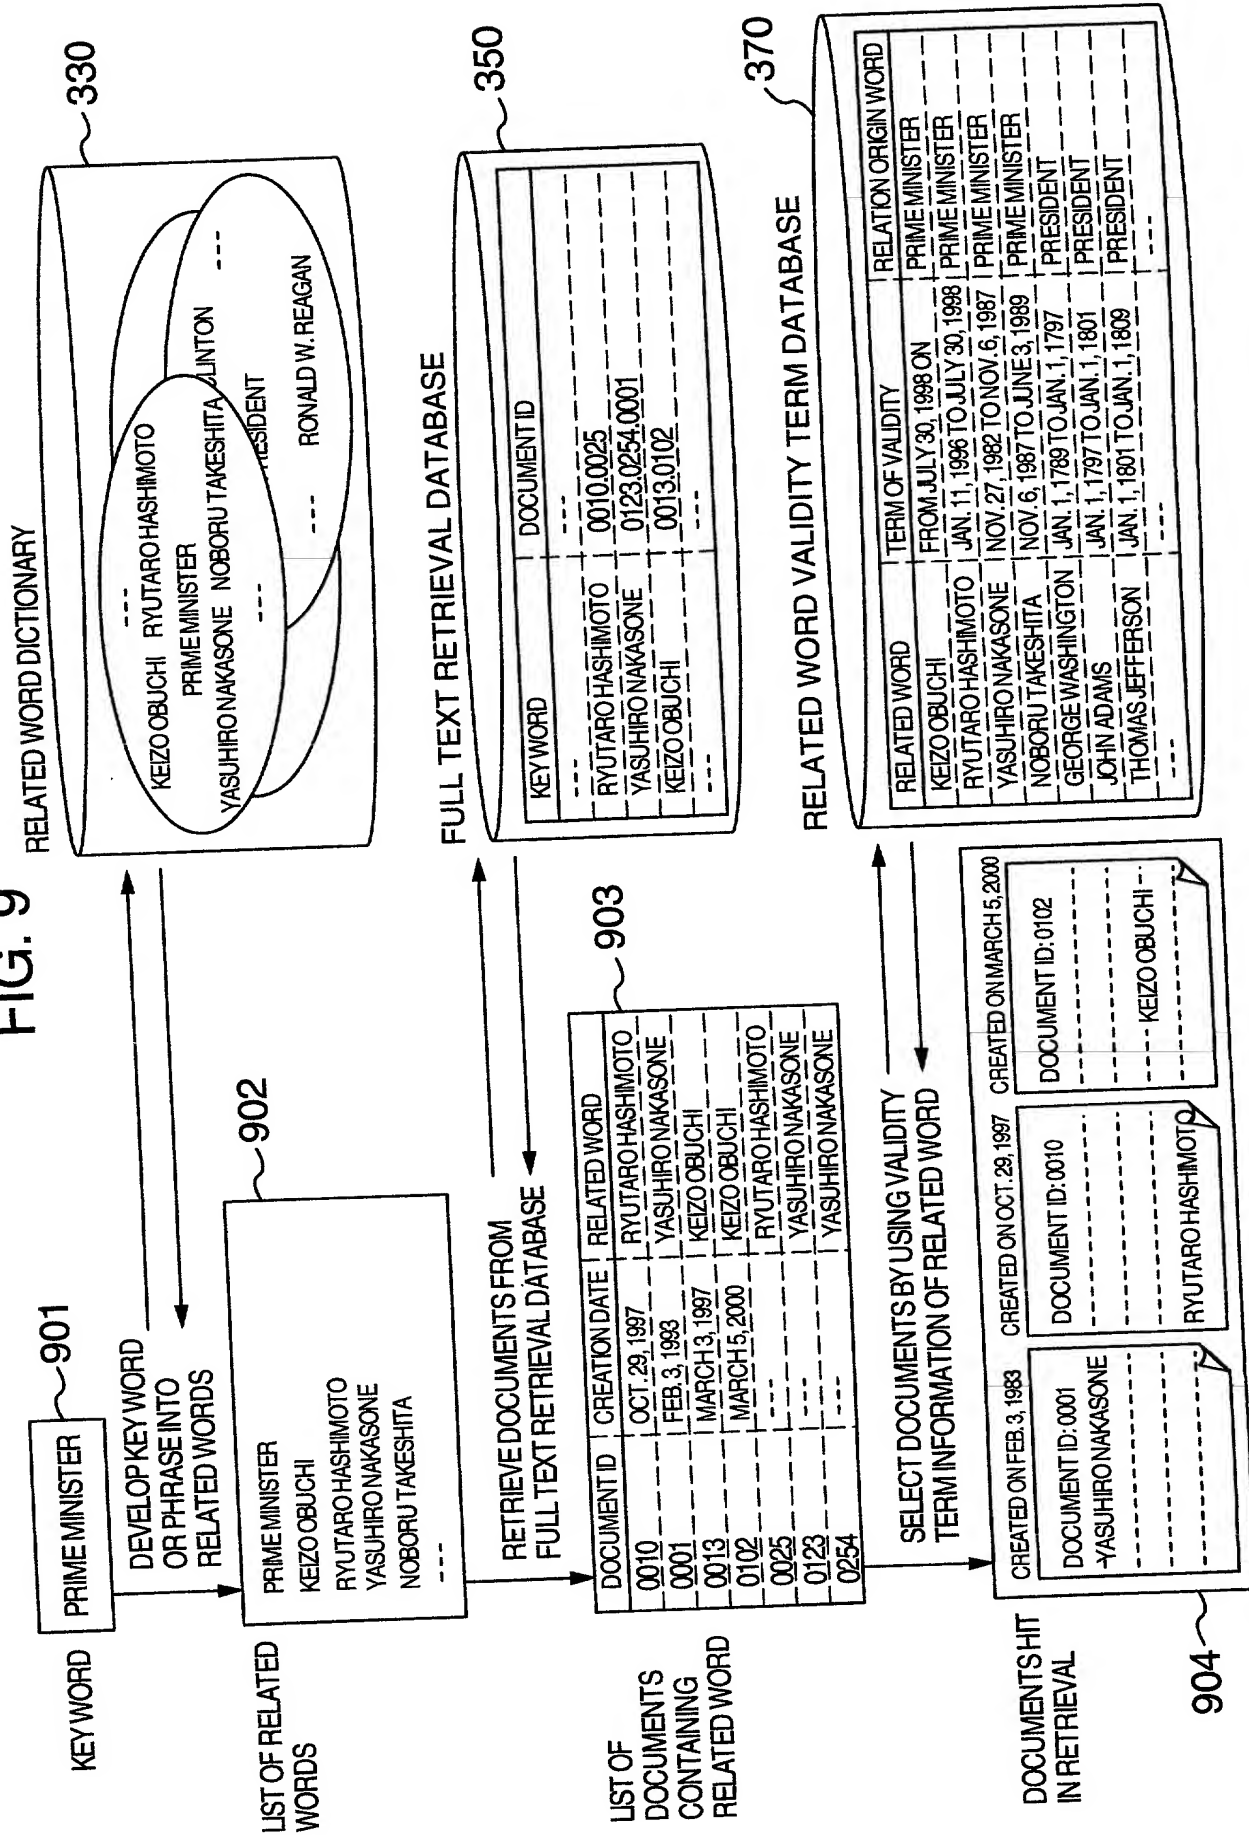 FIG. 9
KEY WORD
PRIME MINISTER
901
DEVELOP KEY WORD
OR PHRASE INTO
RELATED WORDS
RELATED WORD DICTIONARY
330
---
KEIZO OBUCHI RYUTARO HASHIMOTO
PRIME MINISTER
YASUHIRO NAKASONE NOBORU TAKESHITA
---
CLINTON
---
RESIDENT
---
RONALD W. REAGAN
LIST OF RELATED
WORDS
902
PRIME MINISTER
KEIZO OBUCHI
RYUTARO HASHIMOTO
YASUHIRO NAKASONE
NOBORU TAKESHITA
---
RETRIEVE DOCUMENTS FROM
FULL TEXT RETRIEVAL DATABASE
FULL TEXT RETRIEVAL DATABASE
350
KEY WORD DOCUMENT ID
--- ---
RYUTARO HASHIMOTO 0010.0025
YASUHIRO NAKASONE 0123.0254.0001
KEIZO OBUCHI 0013.0102
--- ---
LIST OF
DOCUMENTS
CONTAINING
RELATED WORD
903
DOCUMENT ID CREATION DATE RELATED WORD
0010 OCT. 29, 1997 RYUTARO HASHIMOTO
0001 FEB. 3, 1993 YASUHIRO NAKASONE
0013 MARCH 3, 1997 KEIZO OBUCHI
0102 MARCH 5, 2000 KEIZO OBUCHI
0025 --- RYUTARO HASHIMOTO
0123 --- YASUHIRO NAKASONE
0254 --- YASUHIRO NAKASONE
SELECT DOCUMENTS BY USING VALIDITY
TERM INFORMATION OF RELATED WORD
RELATED WORD VALIDITY TERM DATABASE
370
RELATED WORD TERM OF VALIDITY RELATION ORIGIN WORD
KEIZO OBUCHI FROM JULY 30, 1998 ON PRIME MINISTER
RYUTARO HASHIMOTO JAN. 11, 1996 TO JULY 30, 1998 PRIME MINISTER
YASUHIRO NAKASONE NOV. 27, 1982 TO NOV. 6, 1987 PRIME MINISTER
NOBORU TAKESHITA NOV. 6, 1987 TO JUNE 3, 1989 PRIME MINISTER
GEORGE WASHINGTON JAN. 1, 1789 TO JAN. 1, 1797 PRESIDENT
JOHN ADAMS JAN. 1, 1797 TO JAN. 1, 1801 PRESIDENT
THOMAS JEFFERSON JAN. 1, 1801 TO JAN. 1, 1809 PRESIDENT
--- --- ---
DOCUMENTS HIT
IN RETRIEVAL
904
CREATED ON FEB. 3, 1983
DOCUMENT ID: 0001
YASUHIRO NAKASONE
CREATED ON OCT. 29, 1997
DOCUMENT ID: 0010
RYUTARO HASHIMOTO
CREATED ON MARCH 5, 2000
DOCUMENT ID: 0102
KEIZO OBUCHI